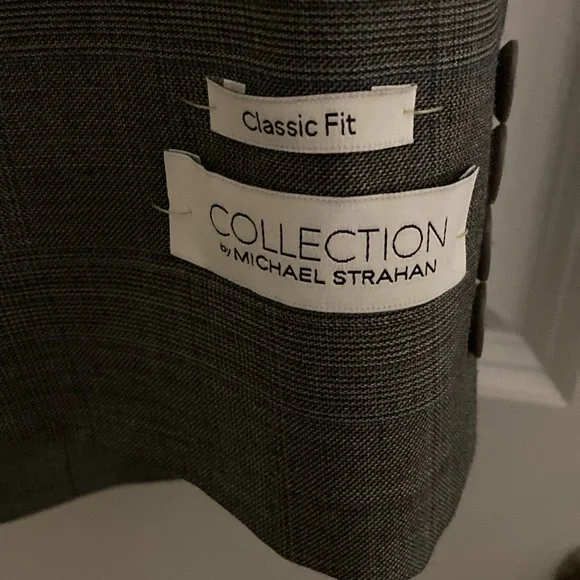 Classic Fit
COLLECTION
by MICHAEL STRAHAN